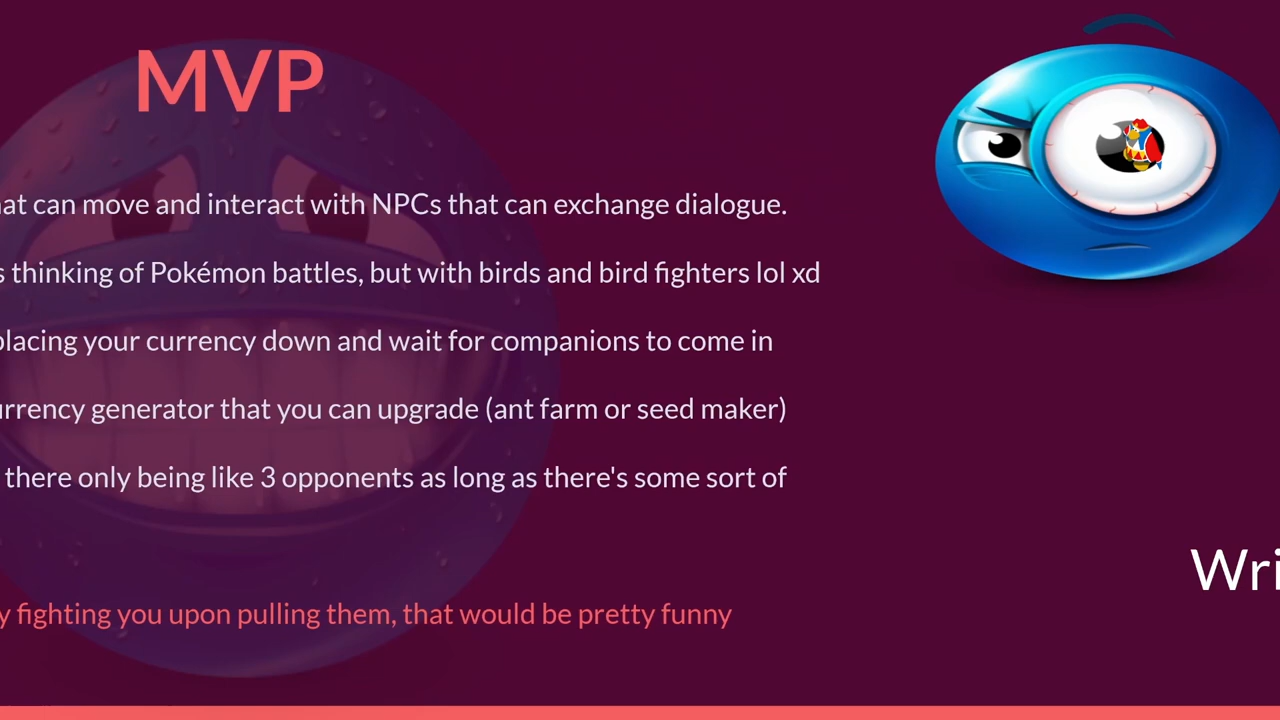 MVP
can move and interact with NPCs that can exchange dialogue.
thinking of Pokémon battles, but with birds and bird fighters lol xd
placing your currency down and wait for companions to come in
generator that you can upgrade (ant farm or seed maker)
there only being like 3 opponents as long as there's some sort of
fighting you upon pulling them, that would be pretty funny